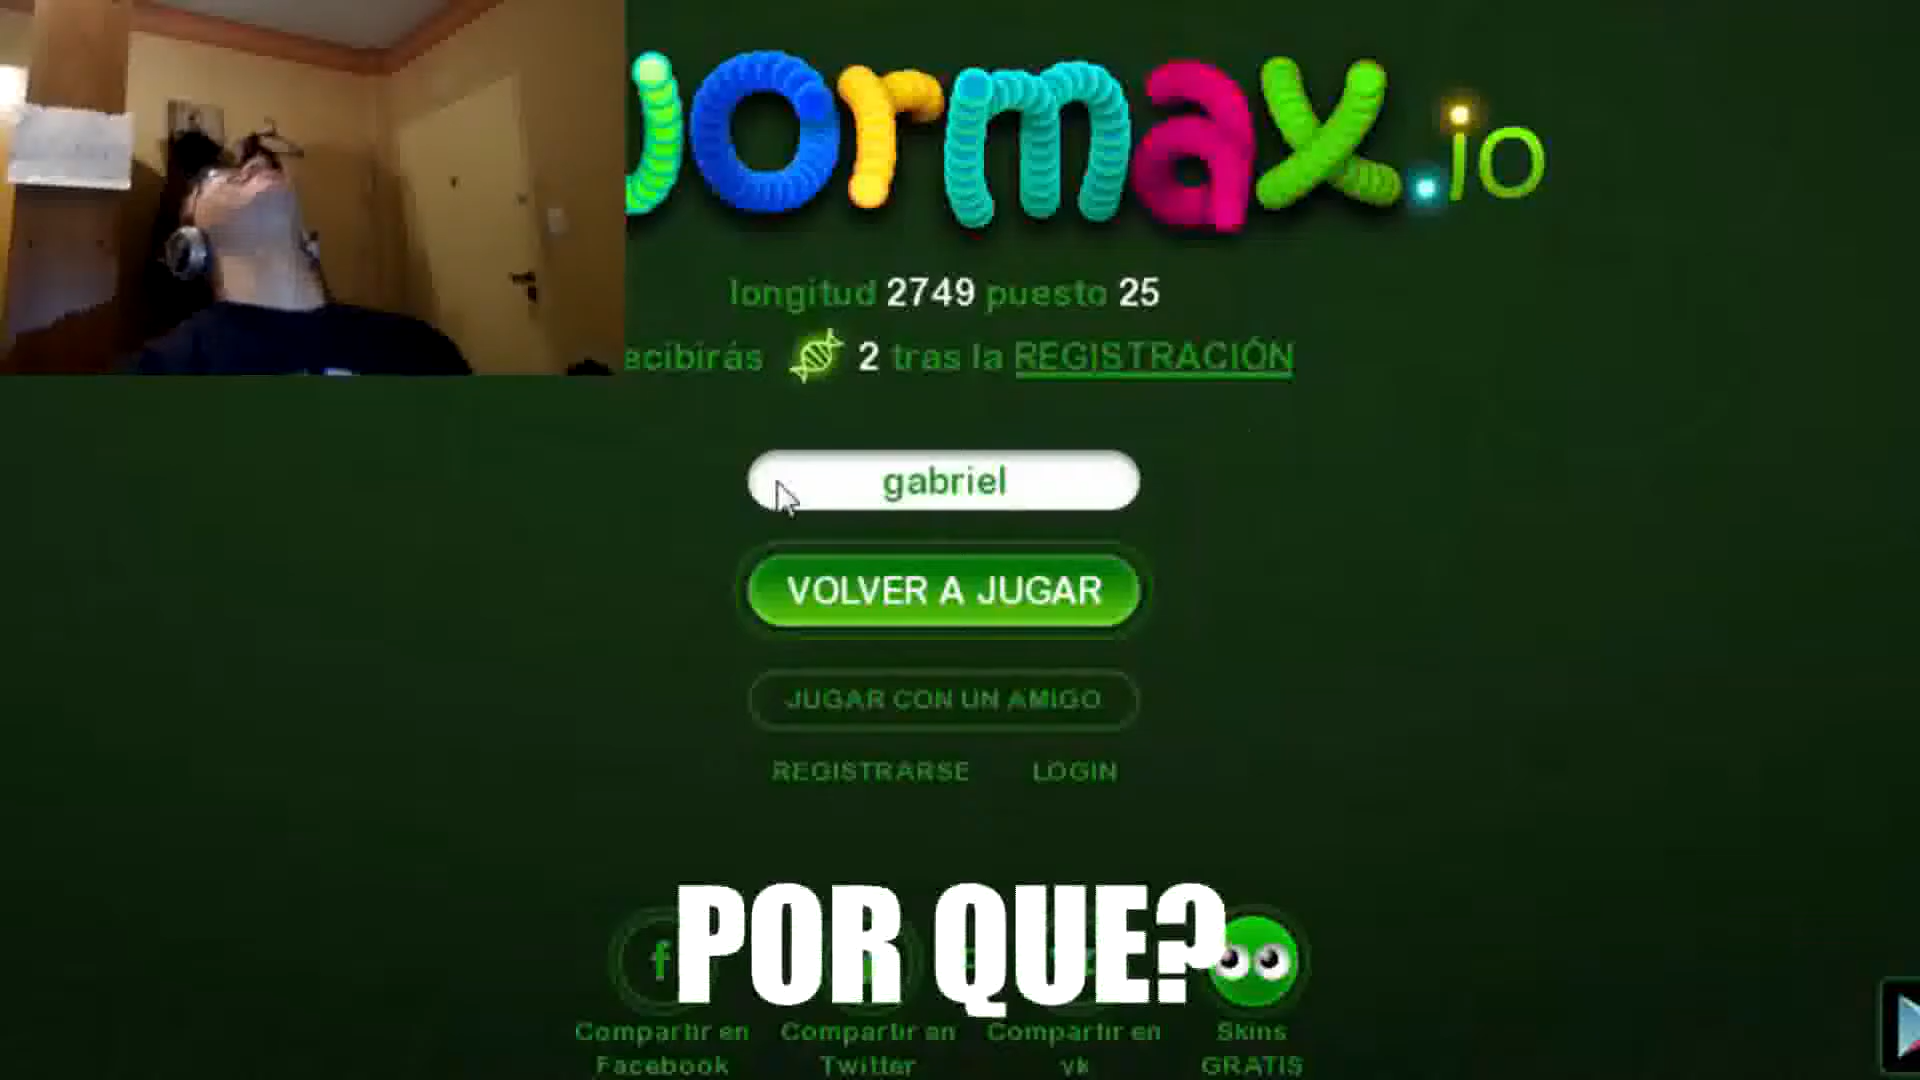 wormax.io
longitud 2749 puesto 25
ecibirás 2 tras la REGISTRACIÓN
gabriel
VOLVER A JUGAR
JUGAR CON UN AMIGO
REGISTRARSE LOGIN
POR QUE?
f
Compartir en Facebook
Compartir en Twitter
Compartir en vk
Skins GRATIS